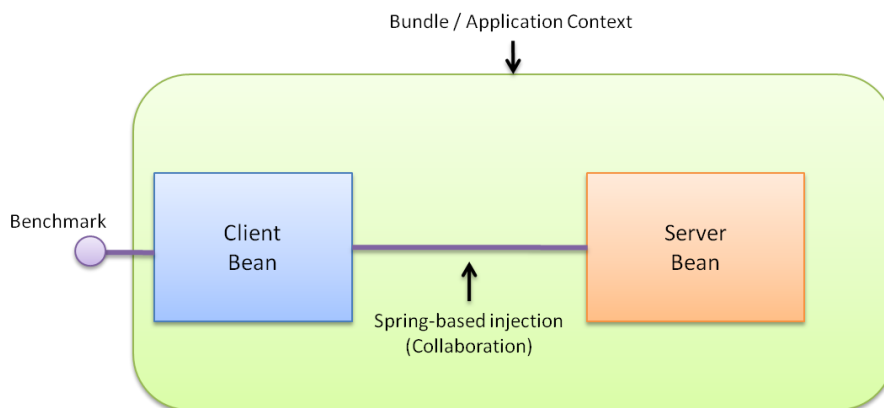 Bundle / Application Context
Benchmark
Client
Bean
Server
Bean
Spring-based injection
(Collaboration)